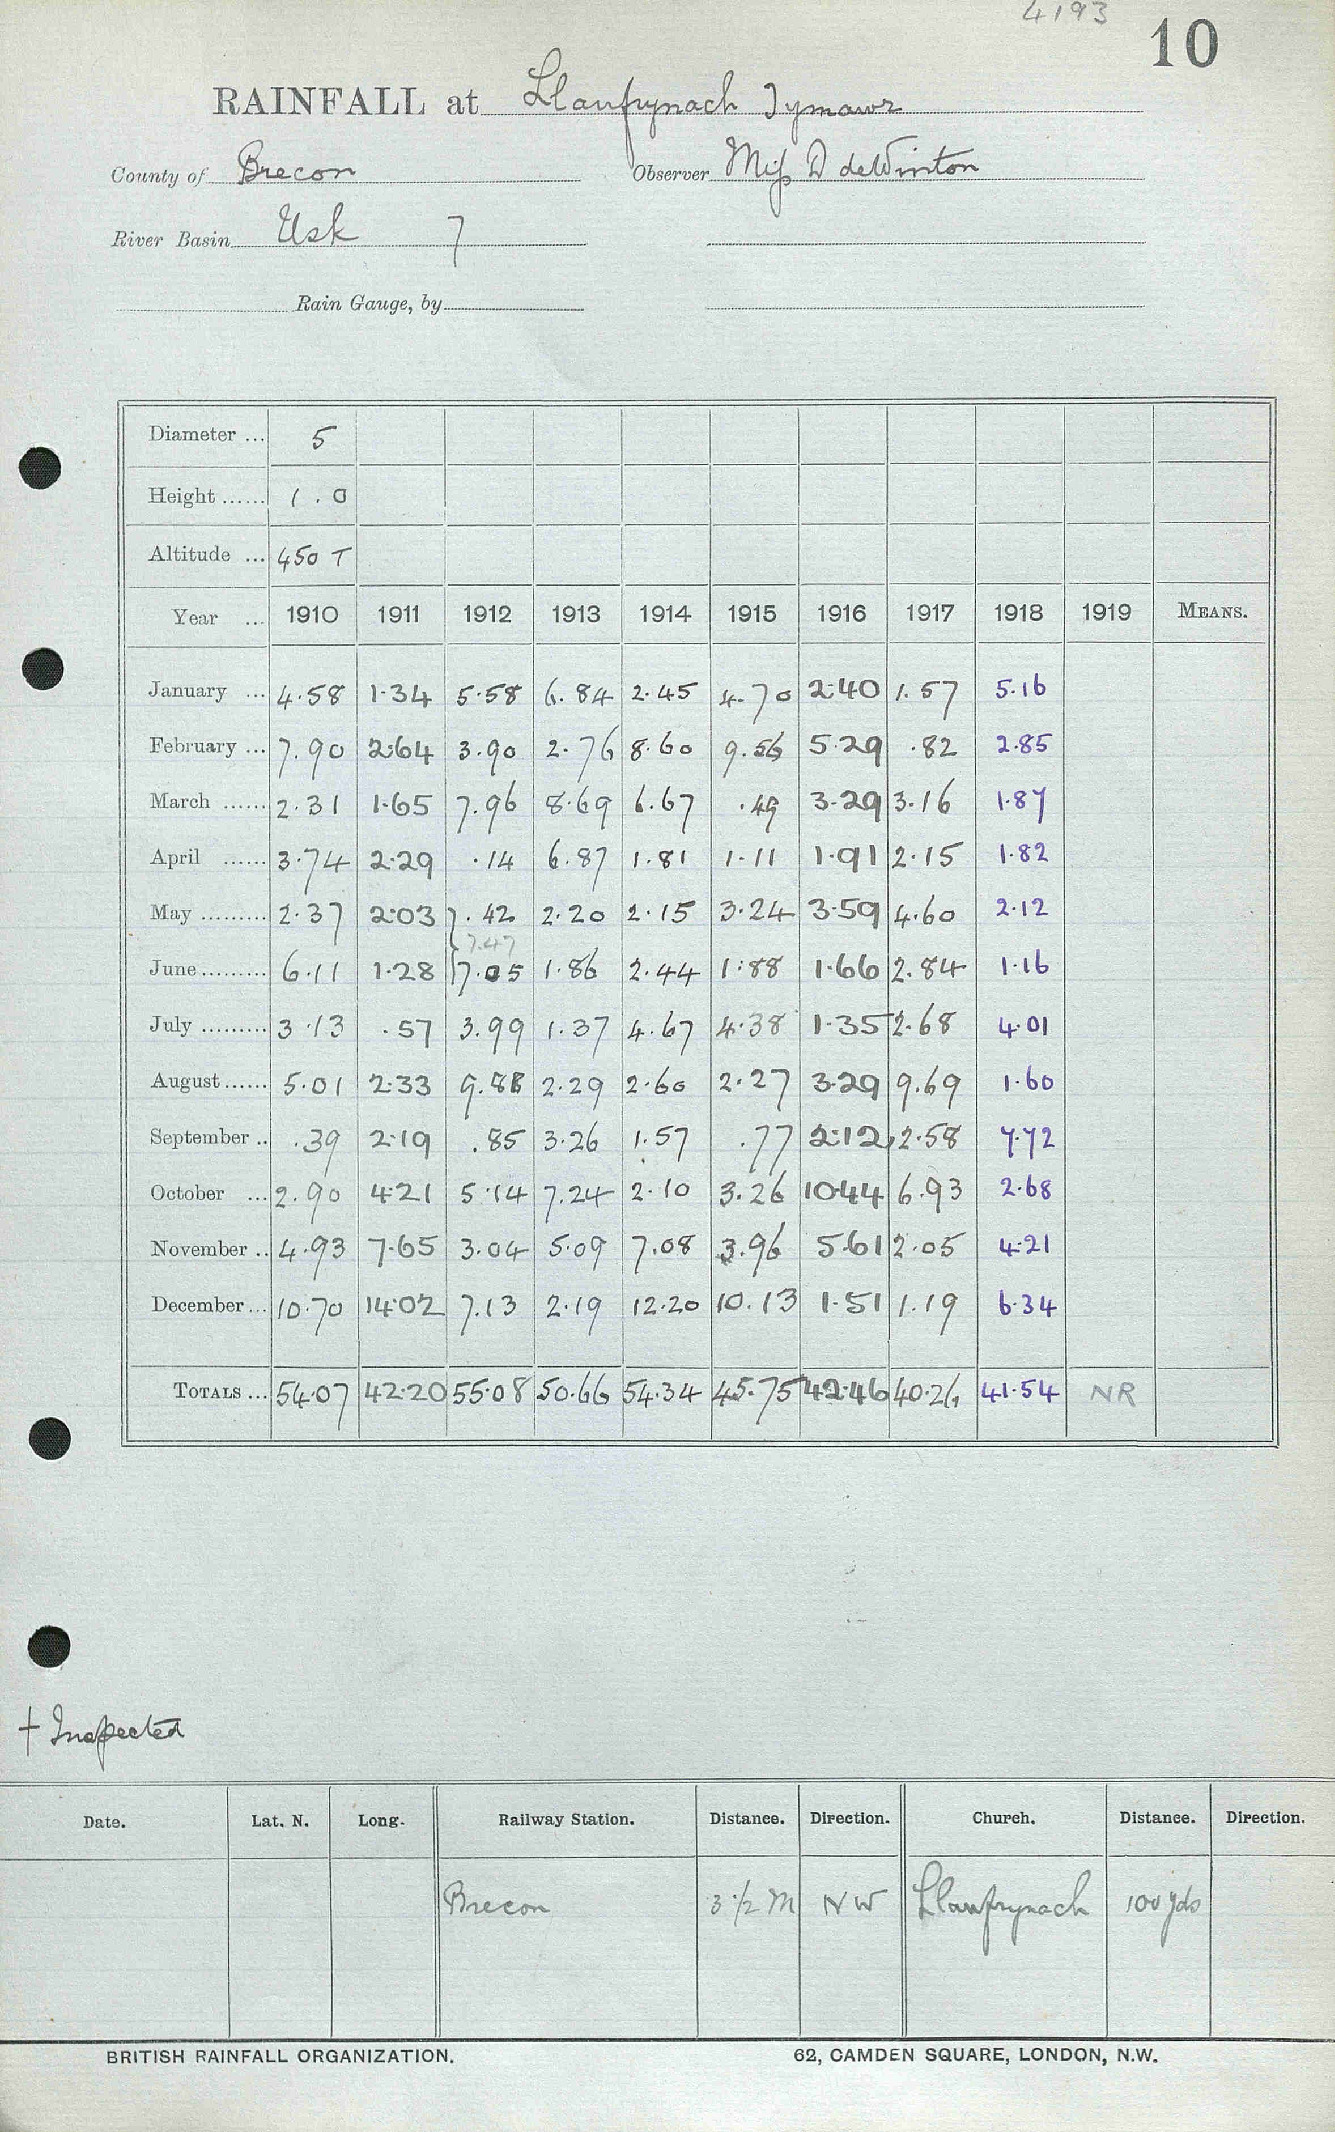 4193
10
RAINFALL at Llanfrynach Tymawr
County of Brecon Observer Miss D deWinton
River Basin Usk 7
Rain Gauge, by
Diameter ... 5
Height ...... 1.0
Altitude ... 450 T
Year ... 1910 1911 1912 1913 1914 1915 1916 1917 1918 1919 MEANS.
January ... 4.58 1.34 5.58 6.84 2.45 4.70 2.40 1.57 5.16
February ... 7.90 2.64 3.90 2.76 8.60 9.56 5.29 .82 2.85
March ...... 2.31 1.65 7.96 8.69 6.67 .49 3.29 3.16 1.87
April ...... 3.74 2.29 .14 6.87 1.81 1.11 1.91 2.15 1.82
May ......... 2.37 2.03 } .42 2.20 2.15 3.24 3.59 4.60 2.12
7.47
June ......... 6.11 1.28 7.05 1.86 2.44 1.88 1.66 2.84 1.16
July ......... 3.13 .57 3.99 1.37 4.67 4.38 1.35 2.68 4.01
August ...... 5.01 2.33 9.88 2.29 2.60 2.27 3.29 9.69 1.60
September .. .39 2.19 .85 3.26 1.57 .77 2.12 2.58 7.72
October ... 2.90 4.21 5.14 7.24 2.10 3.26 10.44 6.93 2.68
November .. 4.93 7.65 3.04 5.09 7.08 3.96 5.61 2.05 4.21
December ... 10.70 14.02 7.13 2.19 12.20 10.13 1.51 1.19 6.34
TOTALS ... 54.07 42.20 55.08 50.66 54.34 45.75 42.46 40.26 41.54 NR
† Inspected
Date. Lat. N. Long. Railway Station. Distance. Direction. Church. Distance. Direction.
Brecon 3 1/2 M NW Llanfrynach 100 yds
BRITISH RAINFALL ORGANIZATION. 62, CAMDEN SQUARE, LONDON, N.W.